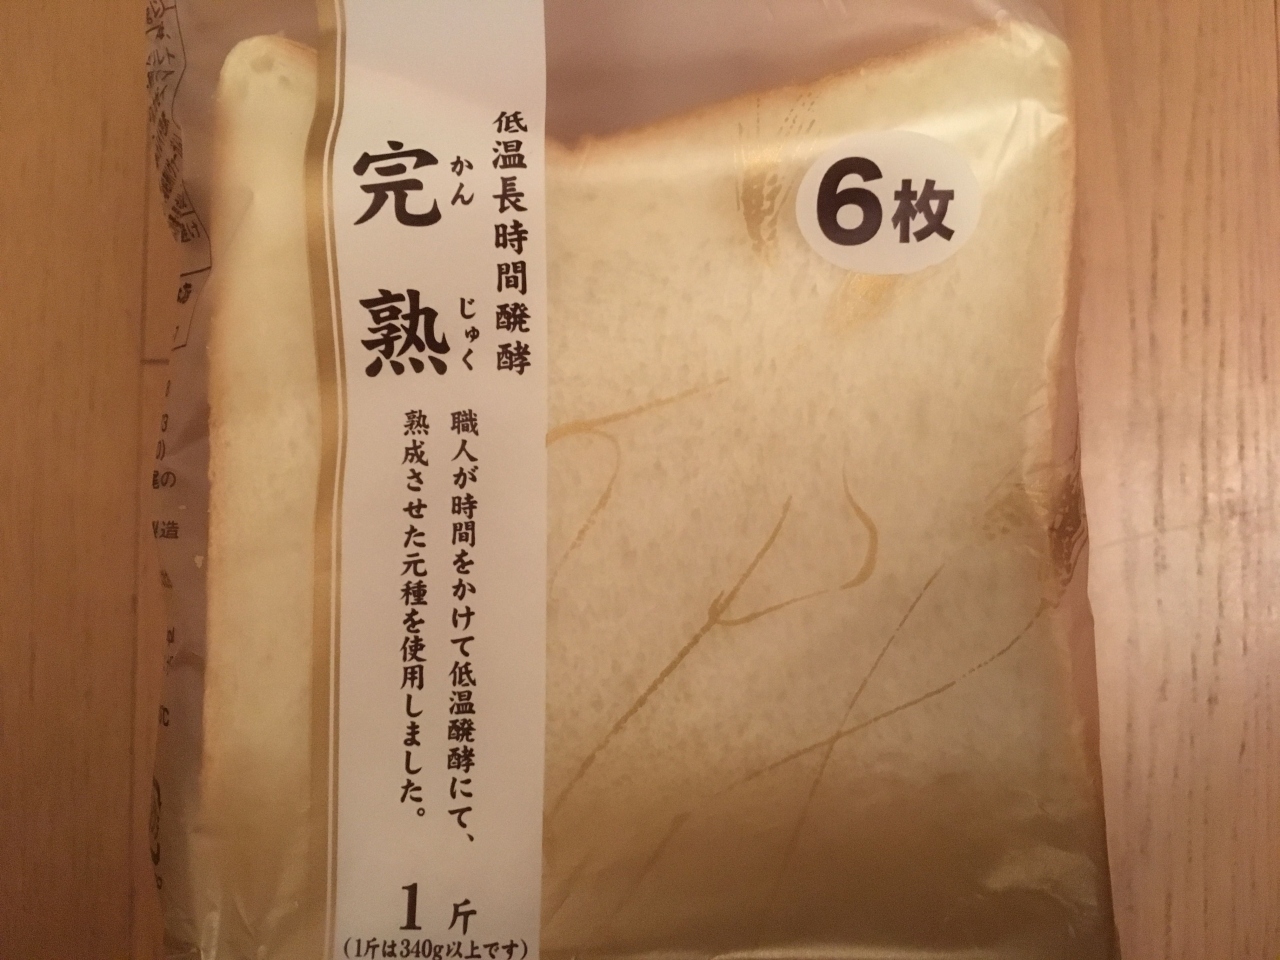 低温長時間醗酵
完熟
かんじゅく
職人が時間をかけて低温醗酵にて、
熟成させた元種を使用しました。
1斤
(1斤は340g以上です)
6枚